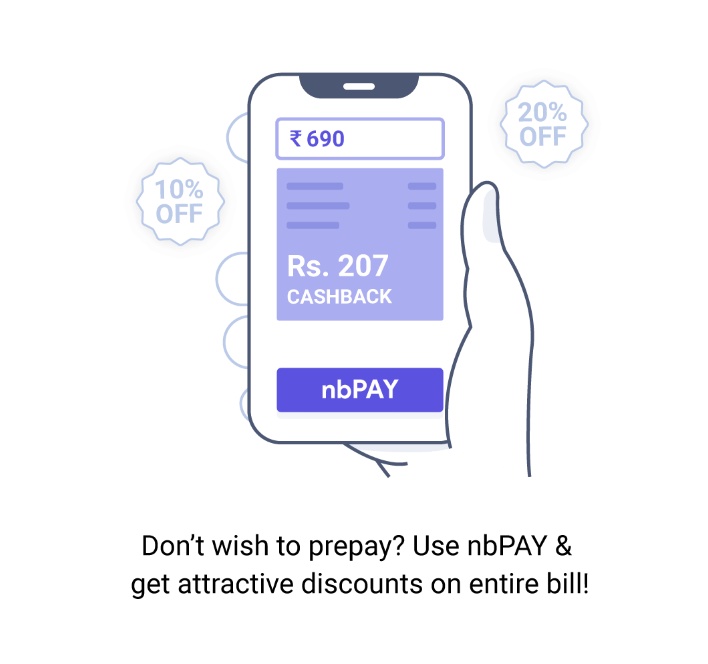 20%
OFF
₹ 690
10%
OFF
Rs. 207
CASHBACK
nbPAY
Don't wish to prepay? Use nbPAY &
get attractive discounts on entire bill!